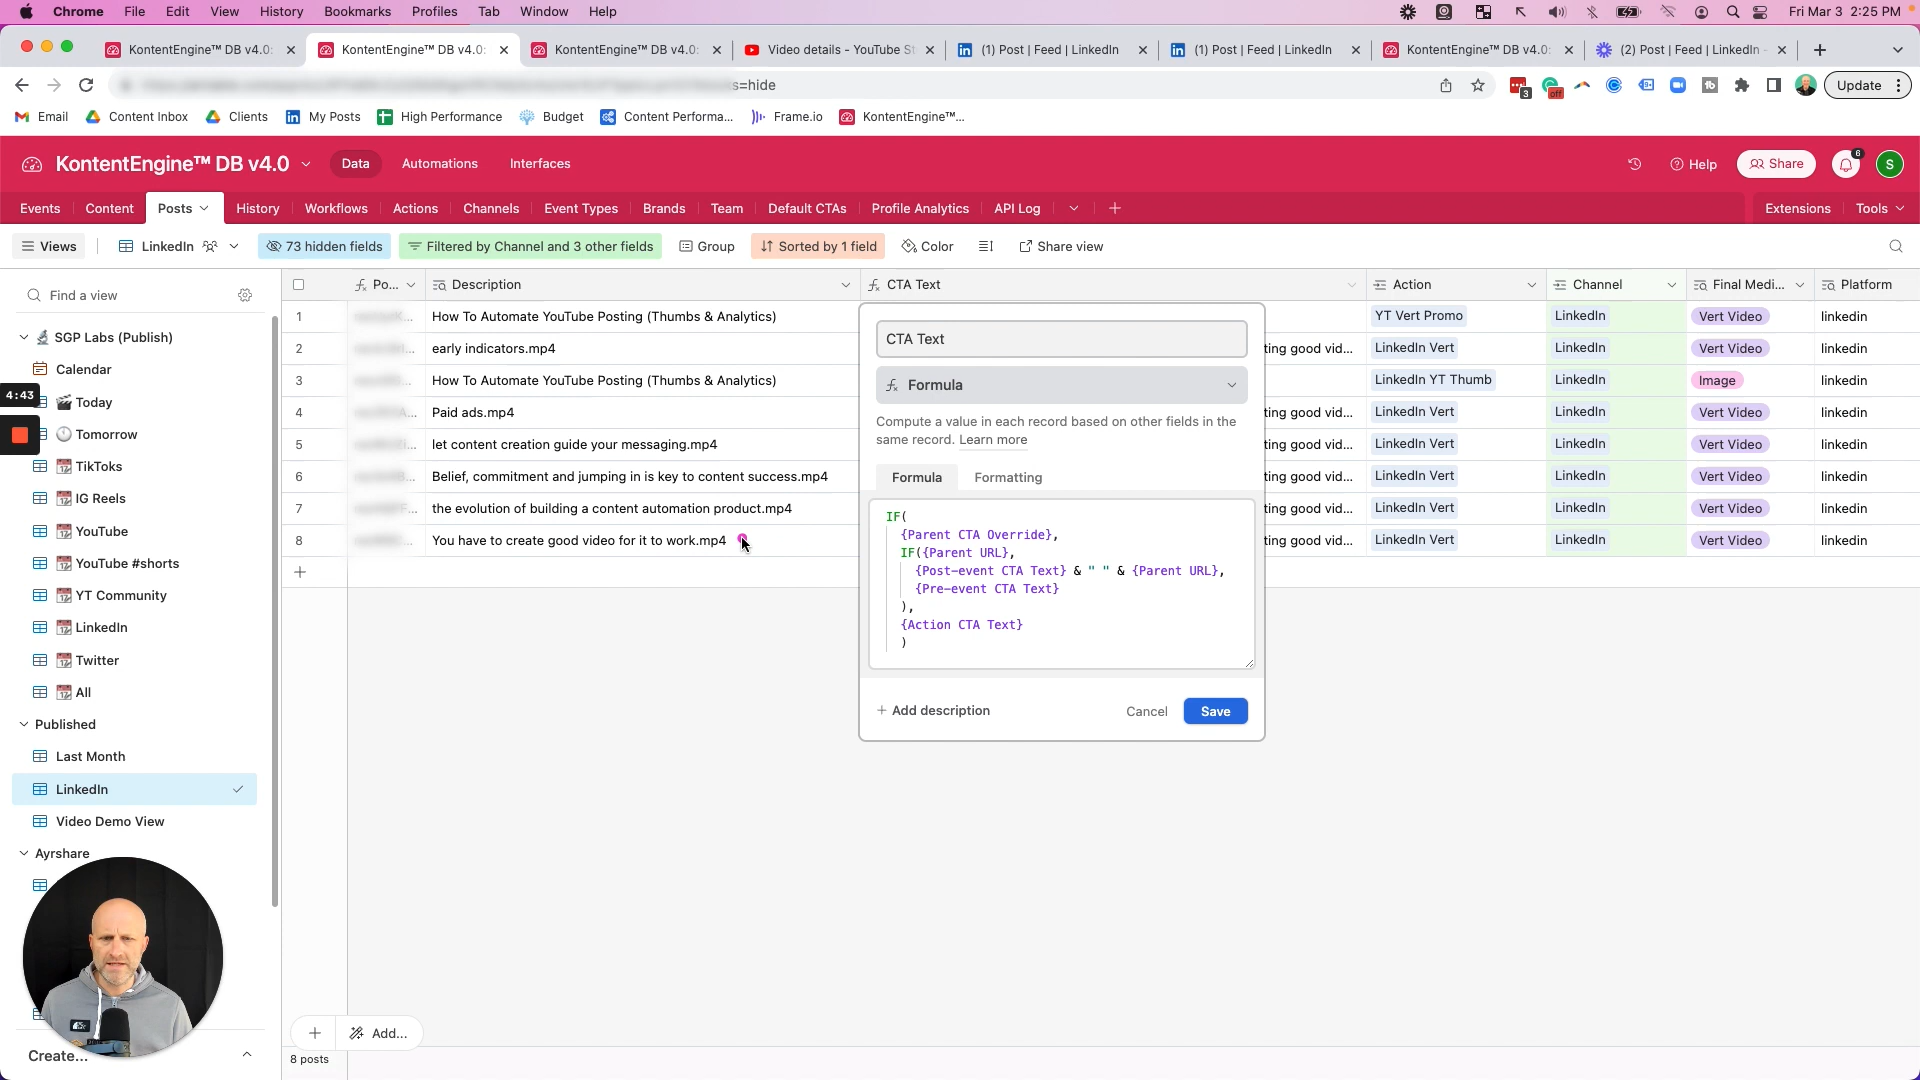 Chrome File Edit View History Bookmarks Profiles Tab Window Help Fri Mar 3 2:25 PM
KontentEngine™ DB v4.0: KontentEngine™ DB v4.0: KontentEngine™ DB v4.0: Video details - YouTube St (1) Post | Feed | LinkedIn (1) Post | Feed | LinkedIn KontentEngine™ DB v4.0: (2) Post | Feed | LinkedIn -
=hide 3 off Update
Email Content Inbox Clients My Posts High Performance Budget Content Performa... Frame.io KontentEngine™...
KontentEngine™ DB v4.0 Data Automations Interfaces Help Share 6 S
Events Content Posts History Workflows Actions Channels Event Types Brands Team Default CTAs Profile Analytics API Log Extensions Tools
Views LinkedIn 73 hidden fields Filtered by Channel and 3 other fields Group Sorted by 1 field Color Share view
Find a view
SGP Labs (Publish)
Calendar
4:43
Today
Tomorrow
TikToks
IG Reels
YouTube
YouTube #shorts
YT Community
LinkedIn
Twitter
All
Published
Last Month
LinkedIn
Video Demo View
Ayrshare
Create...
Po... Description CTA Text Action Channel Final Medi... Platform
1 How To Automate YouTube Posting (Thumbs & Analytics) YT Vert Promo LinkedIn Vert Video linkedin
2 early indicators.mp4 ting good vid... LinkedIn Vert LinkedIn Vert Video linkedin
3 How To Automate YouTube Posting (Thumbs & Analytics) LinkedIn YT Thumb LinkedIn Image linkedin
4 Paid ads.mp4 ting good vid... LinkedIn Vert LinkedIn Vert Video linkedin
5 let content creation guide your messaging.mp4 ting good vid... LinkedIn Vert LinkedIn Vert Video linkedin
6 Belief, commitment and jumping in is key to content success.mp4 ting good vid... LinkedIn Vert LinkedIn Vert Video linkedin
7 the evolution of building a content automation product.mp4 ting good vid... LinkedIn Vert LinkedIn Vert Video linkedin
8 You have to create good video for it to work.mp4 ting good vid... LinkedIn Vert LinkedIn Vert Video linkedin
CTA Text
Formula
Compute a value in each record based on other fields in the
same record. Learn more
Formula Formatting
IF(
{Parent CTA Override},
IF({Parent URL},
{Post-event CTA Text} & " " & {Parent URL},
{Pre-event CTA Text}
),
{Action CTA Text}
)
+ Add description Cancel Save
+ Add...
8 posts